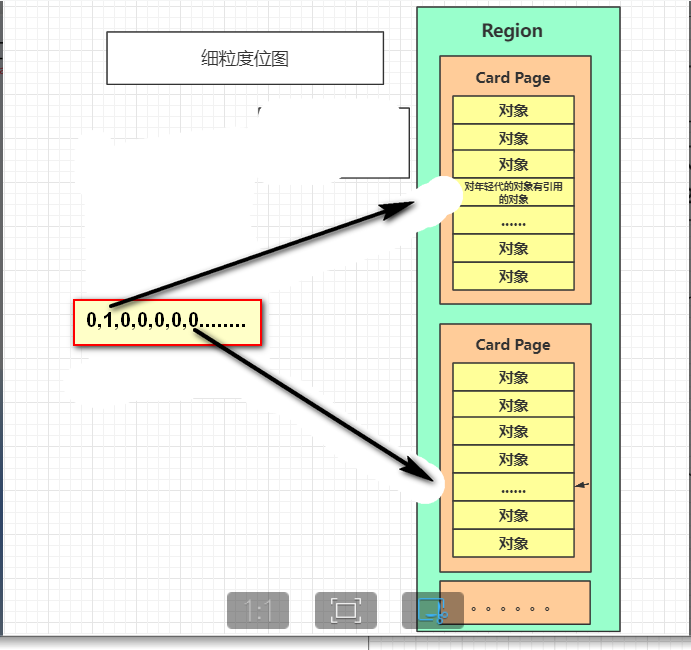 细粒度位图
Region
Card Page
对象
对象
对象
对年轻代的对象有引用
的对象
......
对象
对象
0,1,0,0,0,0,0........
Card Page
对象
对象
对象
对象
......
对象
对象
。。。。。。
1:1